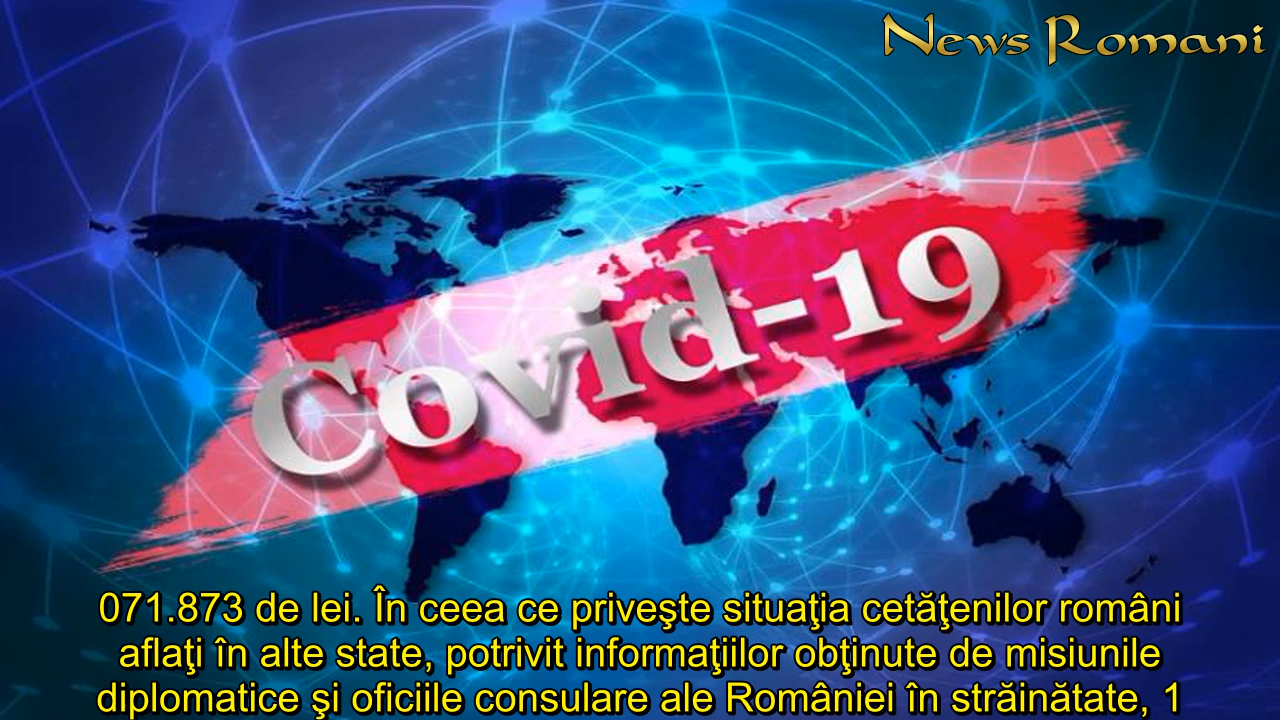 News Romani
Covid-19
071.873 de lei. În ceea ce priveşte situaţia cetăţenilor români
aflaţi în alte state, potrivit informaţiilor obţinute de misiunile
diplomatice şi oficiile consulare ale României în străinătate, 1